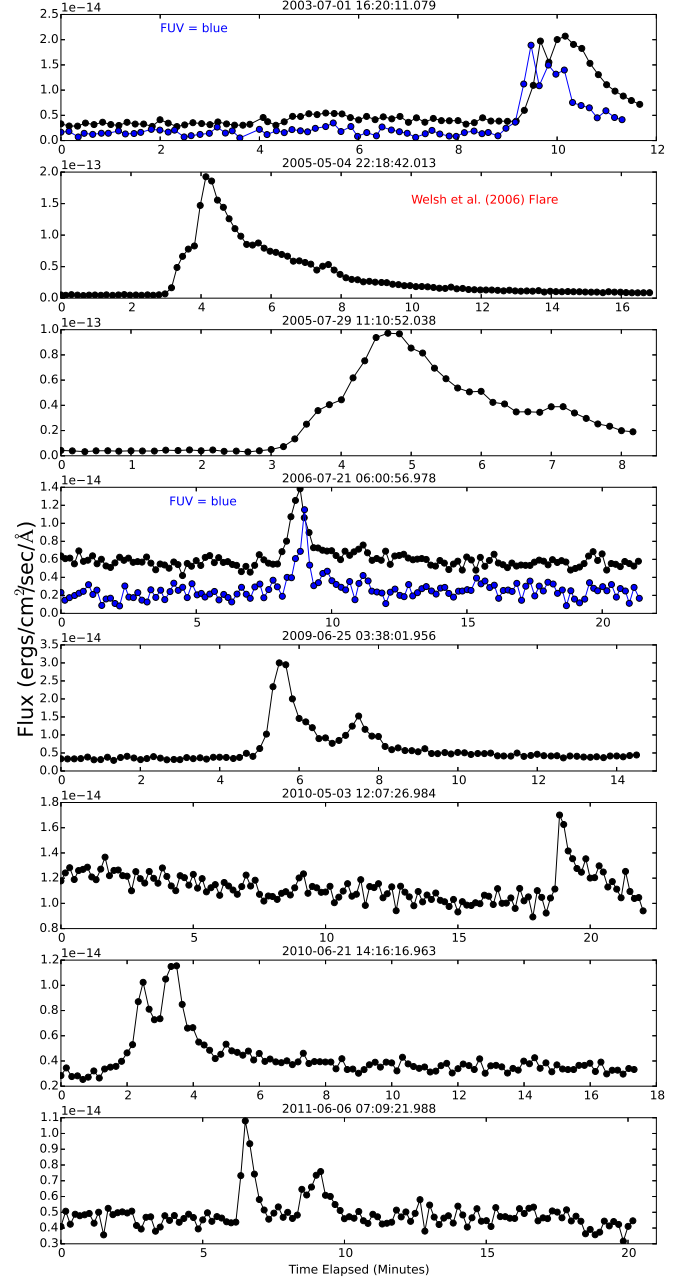 2003-07-01 16:20:11.079
1e−14
FUV = blue
2.5
2.0
1.5
1.0
0.5
0.0
0 2 4 6 8 10 12
2005-05-04 22:18:42.013
1e−13
Welsh et al. (2006) Flare
2.0
1.5
1.0
0.5
0.0
0 2 4 6 8 10 12 14 16
2005-07-29 11:10:52.038
1e−13
1.0
0.8
0.6
0.4
0.2
0.0
0 1 2 3 4 5 6 7 8
2006-07-21 06:00:56.978
1e−14
FUV = blue
1.4
1.2
1.0
0.8
0.6
0.4
0.2
0.0
0 5 10 15 20
Flux (ergs/cm²/sec/Å)
2009-06-25 03:38:01.956
1e−14
3.5
3.0
2.5
2.0
1.5
1.0
0.5
0.0
0 2 4 6 8 10 12 14
2010-05-03 12:07:26.984
1e−14
1.8
1.6
1.4
1.2
1.0
0.8
0 5 10 15 20
2010-06-21 14:16:16.963
1e−14
1.2
1.0
0.8
0.6
0.4
0.2
0 2 4 6 8 10 12 14 16 18
2011-06-06 07:09:21.988
1e−14
1.1
1.0
0.9
0.8
0.7
0.6
0.5
0.4
0.3
0 5 10 15 20
Time Elapsed (Minutes)